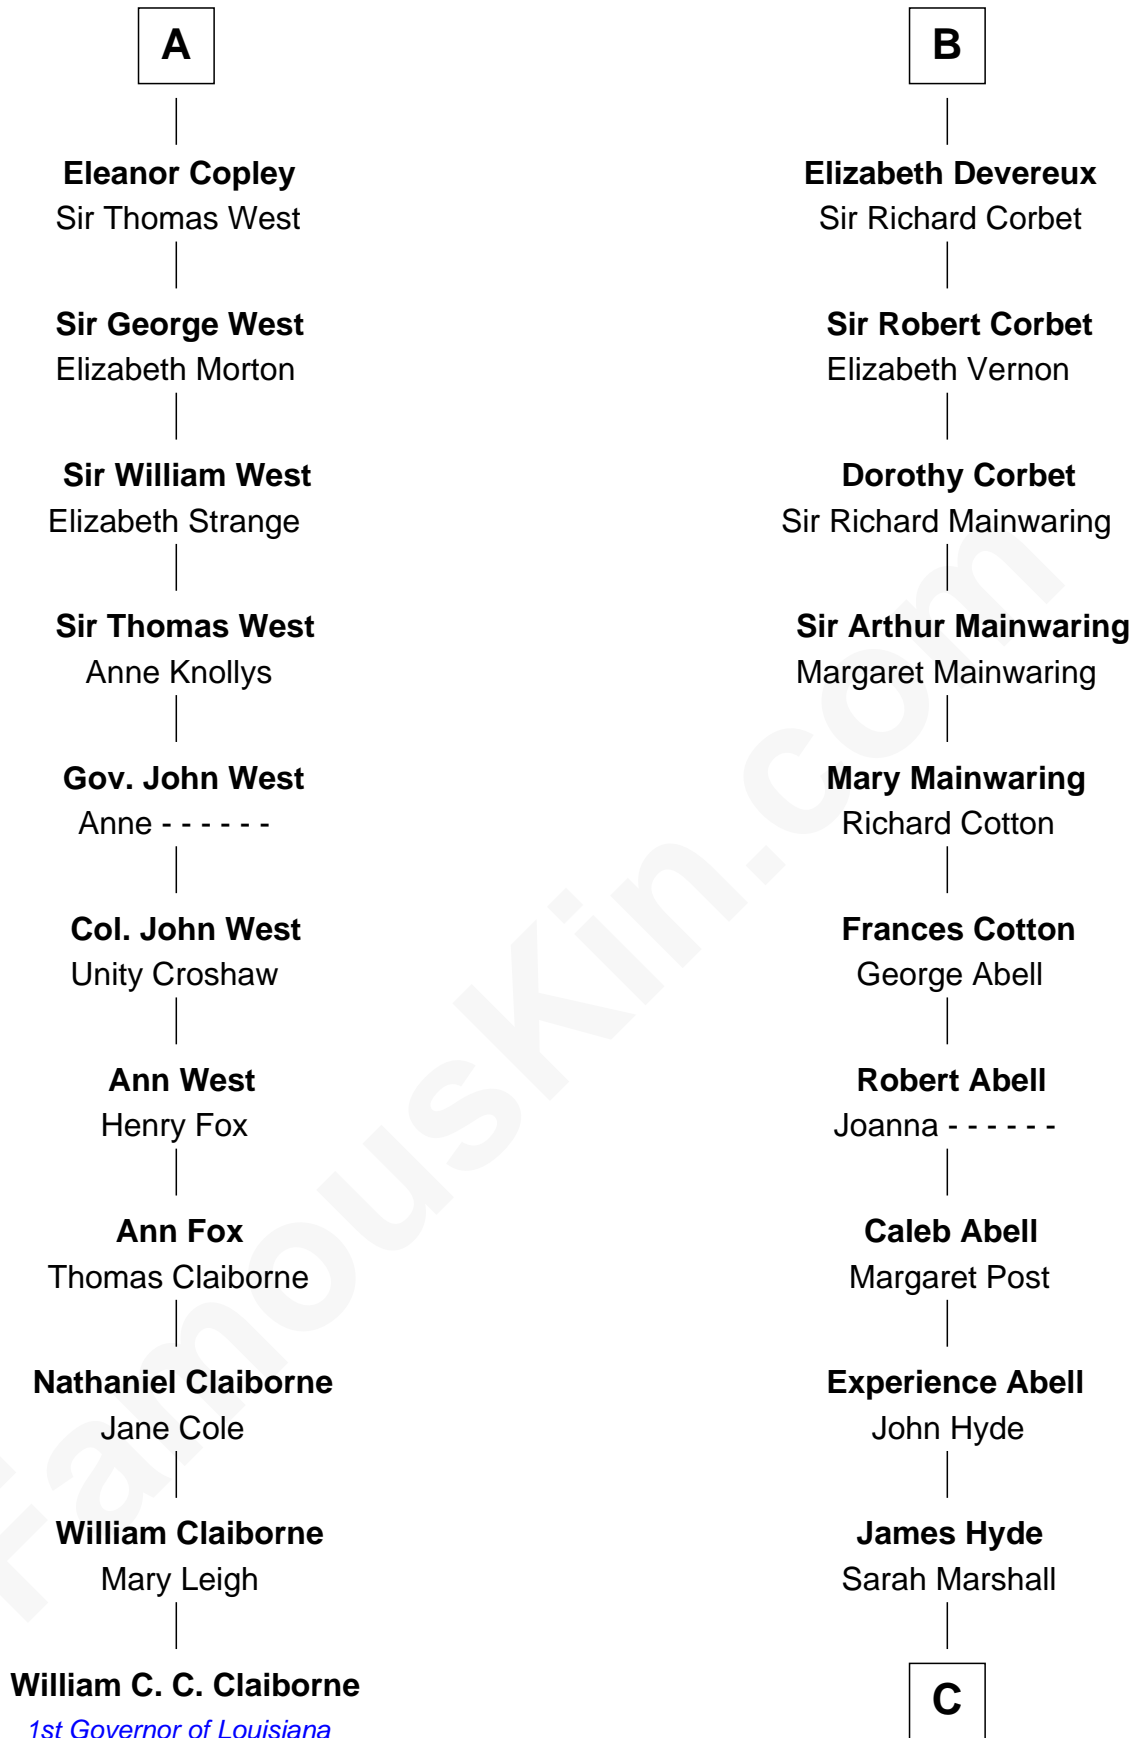 A
Eleanor Copley
Sir Thomas West
Sir George West
Elizabeth Morton
Sir William West
Elizabeth Strange
Sir Thomas West
Anne Knollys
Gov. John West
Anne - - - - - -
Col. John West
Unity Croshaw
Ann West
Henry Fox
Ann Fox
Thomas Claiborne
Nathaniel Claiborne
Jane Cole
William Claiborne
Mary Leigh
William C. C. Claiborne
1st Governor of Louisiana
B
Elizabeth Devereux
Sir Richard Corbet
Sir Robert Corbet
Elizabeth Vernon
Dorothy Corbet
Sir Richard Mainwaring
Sir Arthur Mainwaring
Margaret Mainwaring
Mary Mainwaring
Richard Cotton
Frances Cotton
George Abell
Robert Abell
Joanna - - - - - -
Caleb Abell
Margaret Post
Experience Abell
John Hyde
James Hyde
Sarah Marshall
C
FamousKin.com